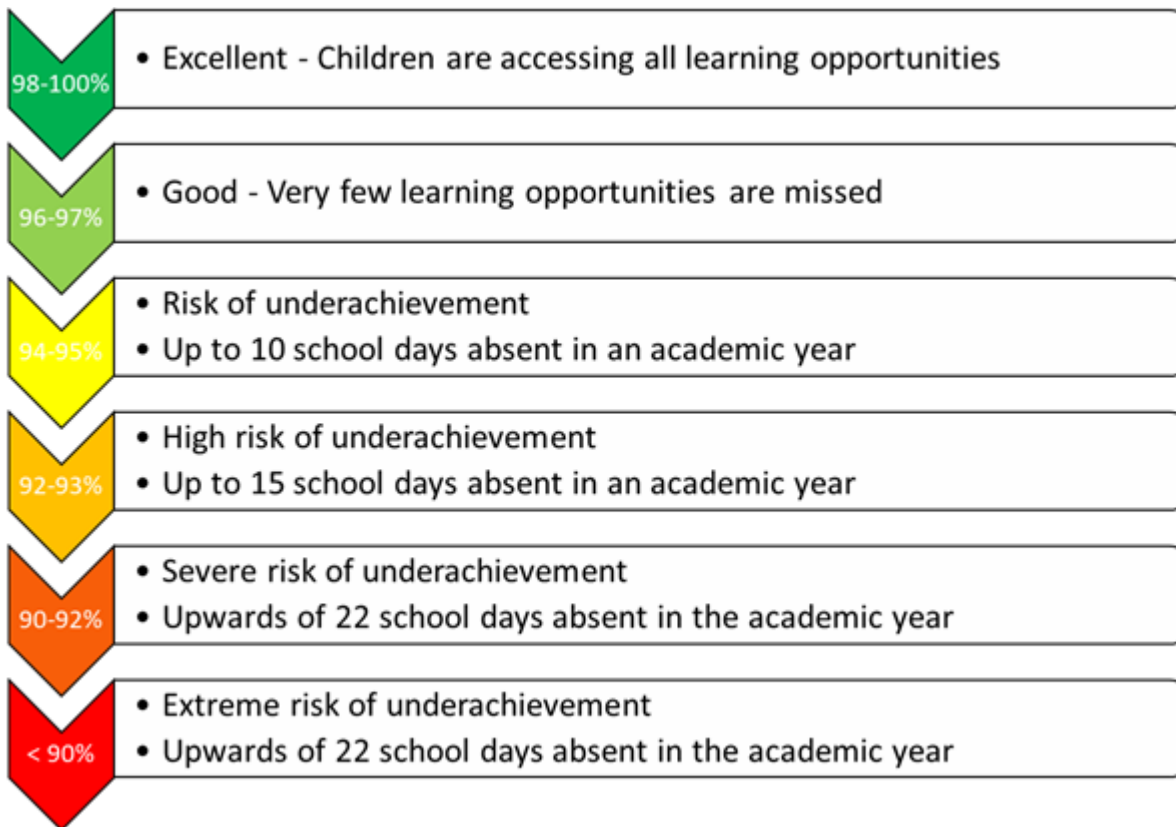 98-100%
• Excellent - Children are accessing all learning opportunities
96-97%
• Good - Very few learning opportunities are missed
94-95%
• Risk of underachievement
• Up to 10 school days absent in an academic year
92-93%
• High risk of underachievement
• Up to 15 school days absent in an academic year
90-92%
• Severe risk of underachievement
• Upwards of 22 school days absent in the academic year
< 90%
• Extreme risk of underachievement
• Upwards of 22 school days absent in the academic year